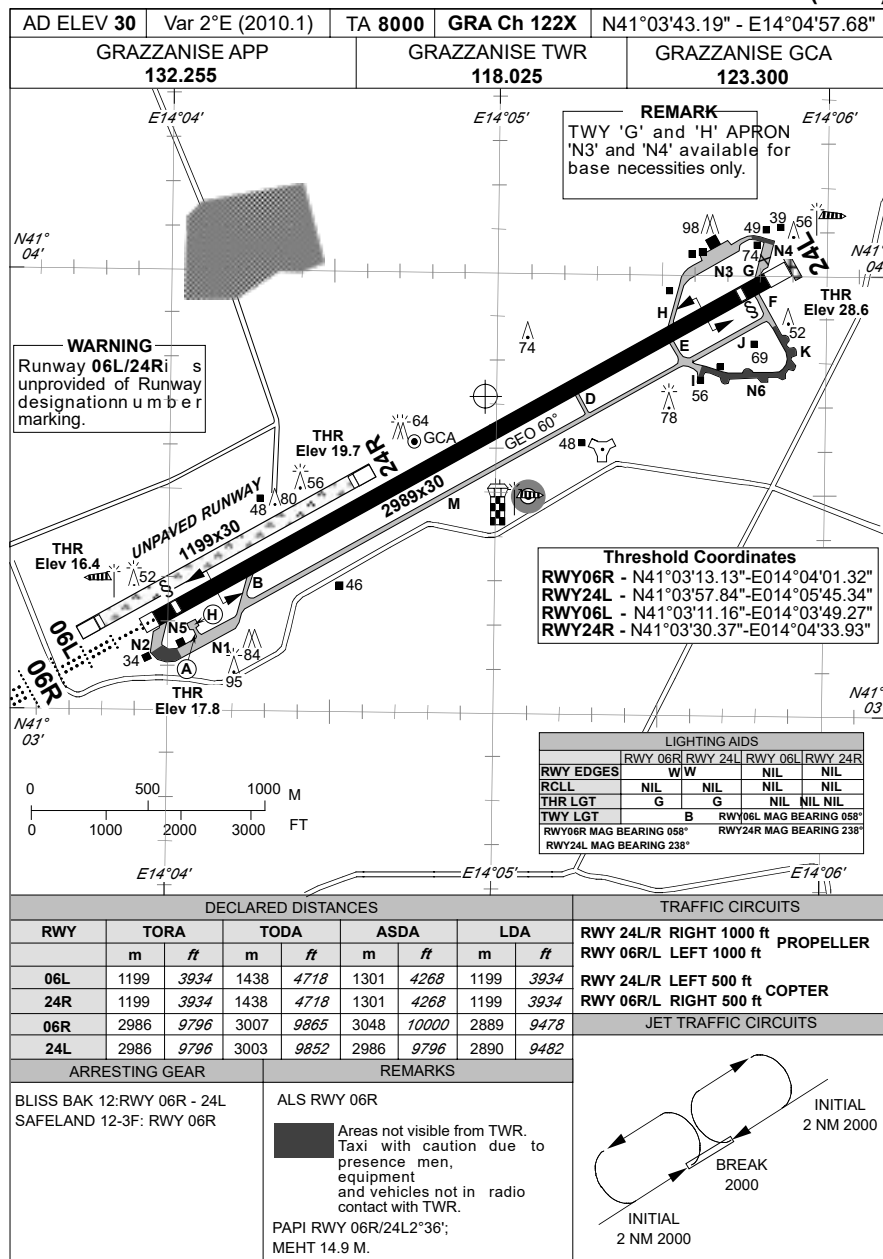 AD ELEV 30 Var 2°E (2010.1) TA 8000 GRA Ch 122X N41°03'43.19" - E14°04'57.68"
GRAZZANISE APP
132.255
GRAZZANISE TWR
118.025
GRAZZANISE GCA
123.300
E14°04'
E14°05'
E14°06'
REMARK
TWY 'G' and 'H' APRON
'N3' and 'N4' available for
base necessities only.
N41°
04'
N41°
04'
98
49
39
56
74
N4
24L
N3
G
F
THR
Elev 28.6
H
§
52
E
J
69
K
I
56
N6
78
74
WARNING
Runway 06L/24Ri s
unprovided of Runway
designationn u m b e r
marking.
D
GEO 60°
64
GCA
THR
Elev 19.7
24R
56
48
80
48
UNPAVED RUNWAY
1199x30
2989x30
M
THR
Elev 16.4
52
§
B
46
06L
H
N5
N2
34
N1
84
A
95
06R
THR
Elev 17.8
Threshold Coordinates
RWY06R - N41°03'13.13"-E014°04'01.32"
RWY24L - N41°03'57.84"-E014°05'45.34"
RWY06L - N41°03'11.16"-E014°03'49.27"
RWY24R - N41°03'30.37"-E014°04'33.93"
N41°
03'
N41°
03'
0 500 1000 M
0 1000 2000 3000 FT
LIGHTING AIDS
RWY 06R RWY 24L RWY 06L RWY 24R
RWY EDGES W W NIL NIL
RCLL NIL NIL NIL NIL
THR LGT G G NIL NIL NIL
TWY LGT B RWY06L MAG BEARING 058°
RWY06R MAG BEARING 058° RWY24R MAG BEARING 238°
RWY24L MAG BEARING 238°
E14°04'
E14°05'
E14°06'
DECLARED DISTANCES
RWY TORA TODA ASDA LDA
m ft m ft m ft m ft
06L 1199 3934 1438 4718 1301 4268 1199 3934
24R 1199 3934 1438 4718 1301 4268 1199 3934
06R 2986 9796 3007 9865 3048 10000 2889 9478
24L 2986 9796 3003 9852 2986 9796 2890 9482
TRAFFIC CIRCUITS
RWY 24L/R RIGHT 1000 ft
RWY 06R/L LEFT 1000 ft
PROPELLER
RWY 24L/R LEFT 500 ft
RWY 06R/L RIGHT 500 ft
COPTER
ARRESTING GEAR
BLISS BAK 12:RWY 06R - 24L
SAFELAND 12-3F: RWY 06R
REMARKS
ALS RWY 06R
Areas not visible from TWR.
Taxi with caution due to
presence men,
equipment
and vehicles not in radio
contact with TWR.
PAPI RWY 06R/24L2°36';
MEHT 14.9 M.
JET TRAFFIC CIRCUITS
INITIAL
2 NM 2000
BREAK
2000
INITIAL
2 NM 2000